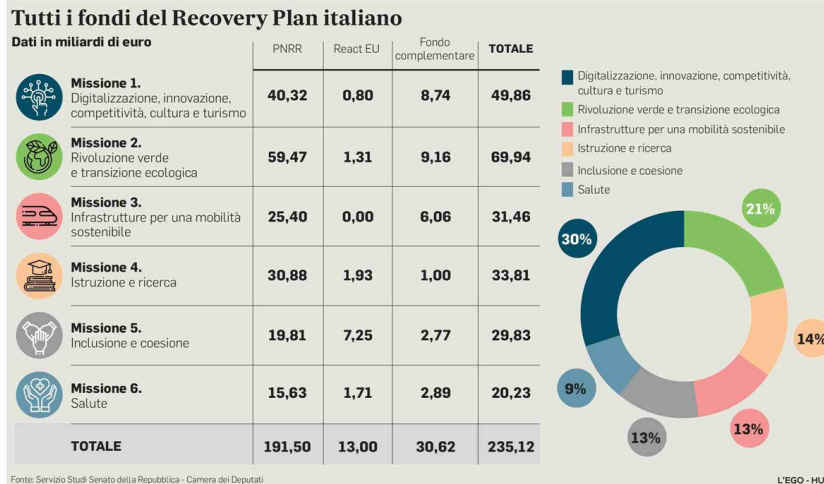 Tutti i fondi del Recovery Plan italiano
Dati in miliardi di euro
PNRR
React EU
Fondo
complementare
TOTALE
Missione 1.
Digitalizzazione, innovazione,
competitività, cultura e turismo
40,32 0,80 8,74 49,86
Missione 2.
Rivoluzione verde
e transizione ecologica
59,47 1,31 9,16 69,94
Missione 3.
Infrastrutture per una mobilità
sostenibile
25,40 0,00 6,06 31,46
Missione 4.
Istruzione e ricerca
30,88 1,93 1,00 33,81
Missione 5.
Inclusione e coesione
19,81 7,25 2,77 29,83
Missione 6.
Salute
15,63 1,71 2,89 20,23
TOTALE 191,50 13,00 30,62 235,12
Digitalizzazione, innovazione, competitività,
cultura e turismo
Rivoluzione verde e transizione ecologica
Infrastrutture per una mobilità sostenibile
Istruzione e ricerca
Inclusione e coesione
Salute
21%
30%
14%
9%
13%
13%
Fonte: Servizio Studi Senato della Repubblica - Camera dei Deputati
L'EGO - HU